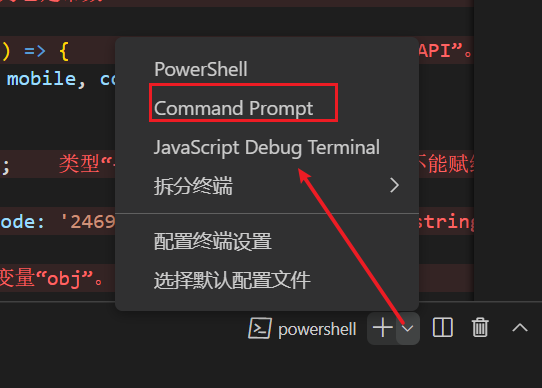 ) => {
API”。
PowerShell
mobile, co
Command Prompt
JavaScript Debug Terminal
; 类型“
不能赋给
拆分终端
ode: '2469
string
配置终端设置
变量“obj”。
选择默认配置文件
powershell